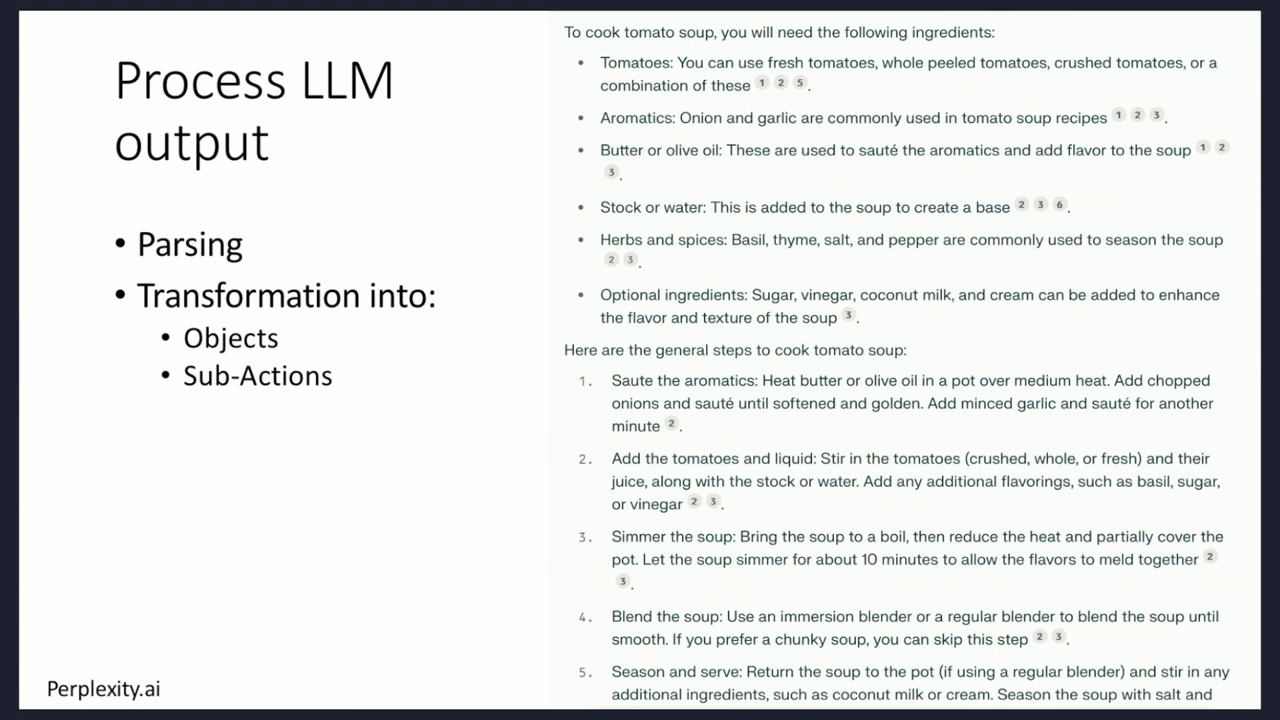 Process LLM
output
• Parsing
• Transformation into:
• Objects
• Sub-Actions
Perplexity.ai
To cook tomato soup, you will need the following ingredients:
• Tomatoes: You can use fresh tomatoes, whole peeled tomatoes, crushed tomatoes, or a
combination of these 1 2 5.
• Aromatics: Onion and garlic are commonly used in tomato soup recipes 1 2 3.
• Butter or olive oil: These are used to sauté the aromatics and add flavor to the soup 1 2
3.
• Stock or water: This is added to the soup to create a base 2 3 6.
• Herbs and spices: Basil, thyme, salt, and pepper are commonly used to season the soup
2 3.
• Optional ingredients: Sugar, vinegar, coconut milk, and cream can be added to enhance
the flavor and texture of the soup 3.
Here are the general steps to cook tomato soup:
1. Saute the aromatics: Heat butter or olive oil in a pot over medium heat. Add chopped
onions and sauté until softened and golden. Add minced garlic and sauté for another
minute 2.
2. Add the tomatoes and liquid: Stir in the tomatoes (crushed, whole, or fresh) and their
juice, along with the stock or water. Add any additional flavorings, such as basil, sugar,
or vinegar 2 3.
3. Simmer the soup: Bring the soup to a boil, then reduce the heat and partially cover the
pot. Let the soup simmer for about 10 minutes to allow the flavors to meld together 2
3.
4. Blend the soup: Use an immersion blender or a regular blender to blend the soup until
smooth. If you prefer a chunky soup, you can skip this step 2 3.
5. Season and serve: Return the soup to the pot (if using a regular blender) and stir in any
additional ingredients, such as coconut milk or cream. Season the soup with salt and